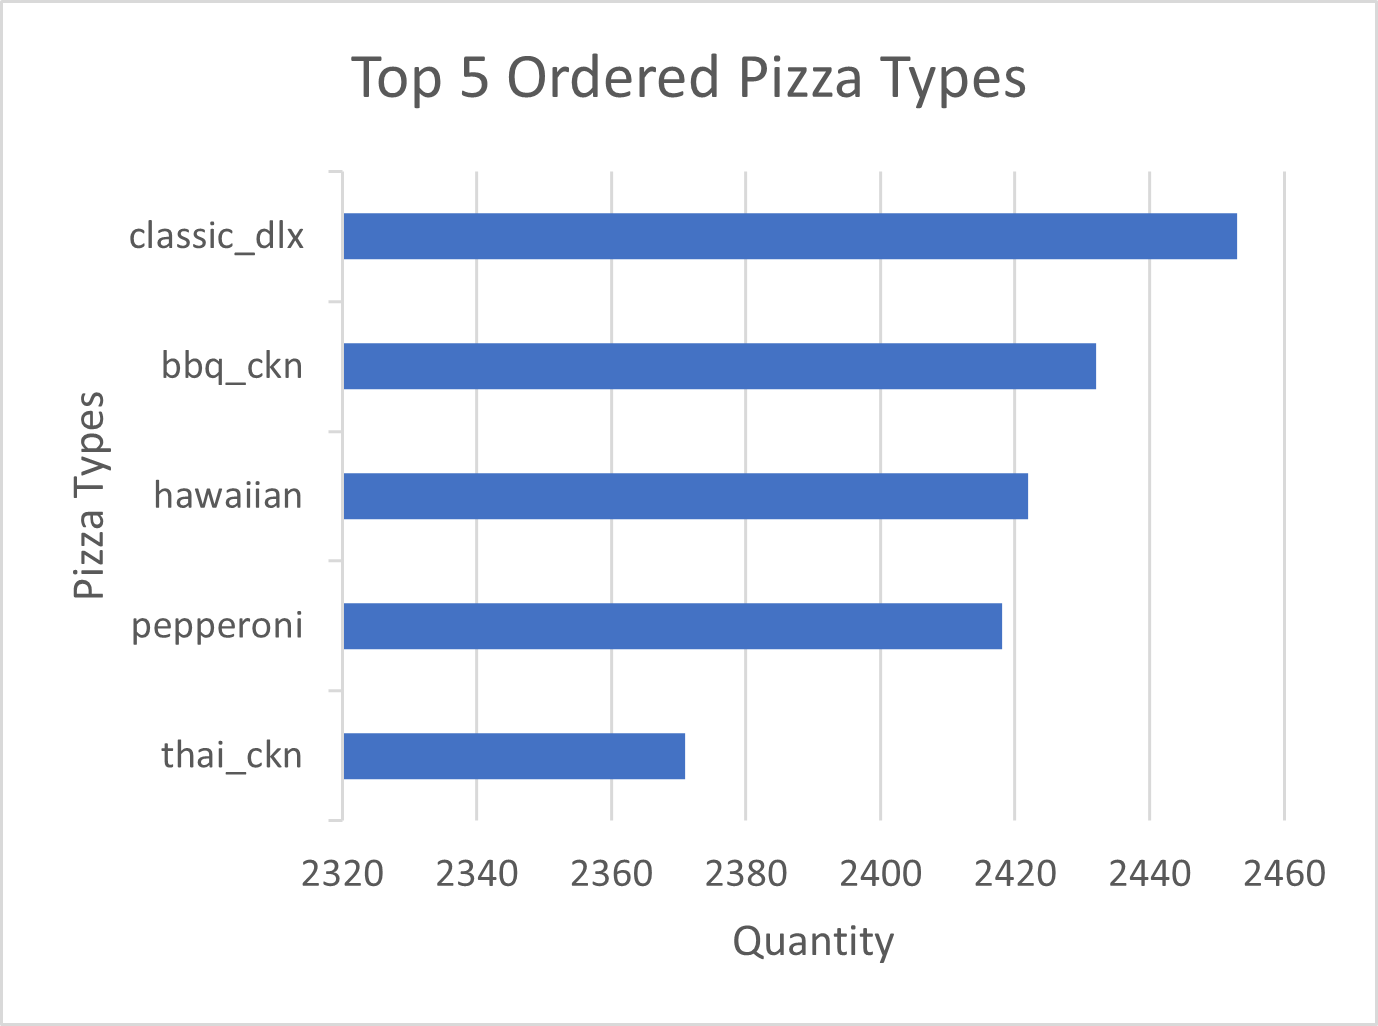 Top 5 Ordered Pizza Types
Pizza Types
classic_dlx
bbq_ckn
hawaiian
pepperoni
thai_ckn
2320 2340 2360 2380 2400 2420 2440 2460
Quantity